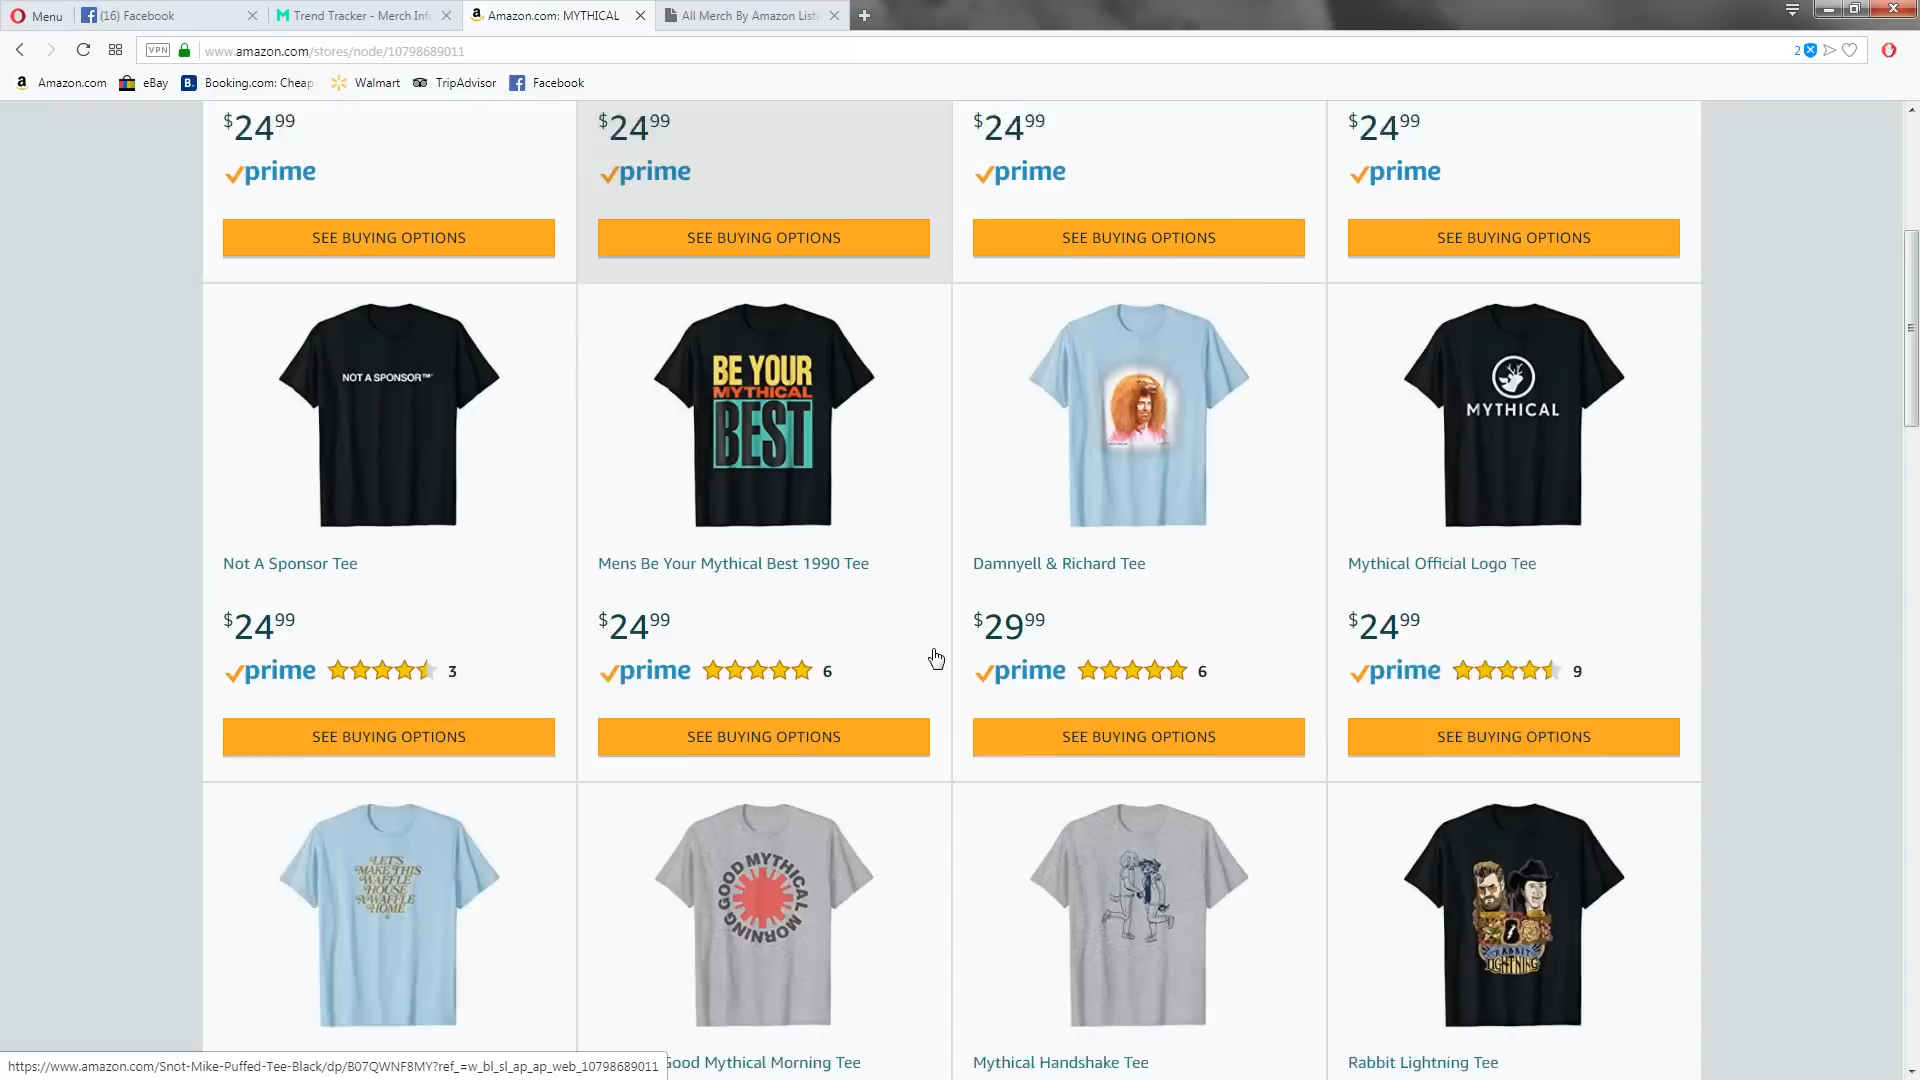 Menu
(16) Facebook
Trend Tracker - Merch Inf
Amazon.com: MYTHICAL
All Merch By Amazon Listi
VPN
www.amazon.com/stores/node/10798689011
2
Amazon.com
eBay
Booking.com: Cheap
Walmart
TripAdvisor
Facebook
$24 99
$24 99
$24 99
$24 99
prime
prime
prime
prime
SEE BUYING OPTIONS
SEE BUYING OPTIONS
SEE BUYING OPTIONS
SEE BUYING OPTIONS
NOT A SPONSOR™
BE YOUR
MYTHICAL
BEST
MYTHICAL
Not A Sponsor Tee
Mens Be Your Mythical Best 1990 Tee
Damnyell & Richard Tee
Mythical Official Logo Tee
$24 99
$24 99
$29 99
$24 99
prime 3
prime 6
prime 6
prime 9
SEE BUYING OPTIONS
SEE BUYING OPTIONS
SEE BUYING OPTIONS
SEE BUYING OPTIONS
LET'S
MAKE THIS
WAFFLE
HOUSE
A WAFFLE
HOME
GOOD MYTHICAL MORNING
RABBIT
LIGHTNING
Good Mythical Morning Tee
Mythical Handshake Tee
Rabbit Lightning Tee
https://www.amazon.com/Snot-Mike-Puffed-Tee-Black/dp/B07QWNF8MY?ref_=w_bl_sl_ap_ap_web_10798689011